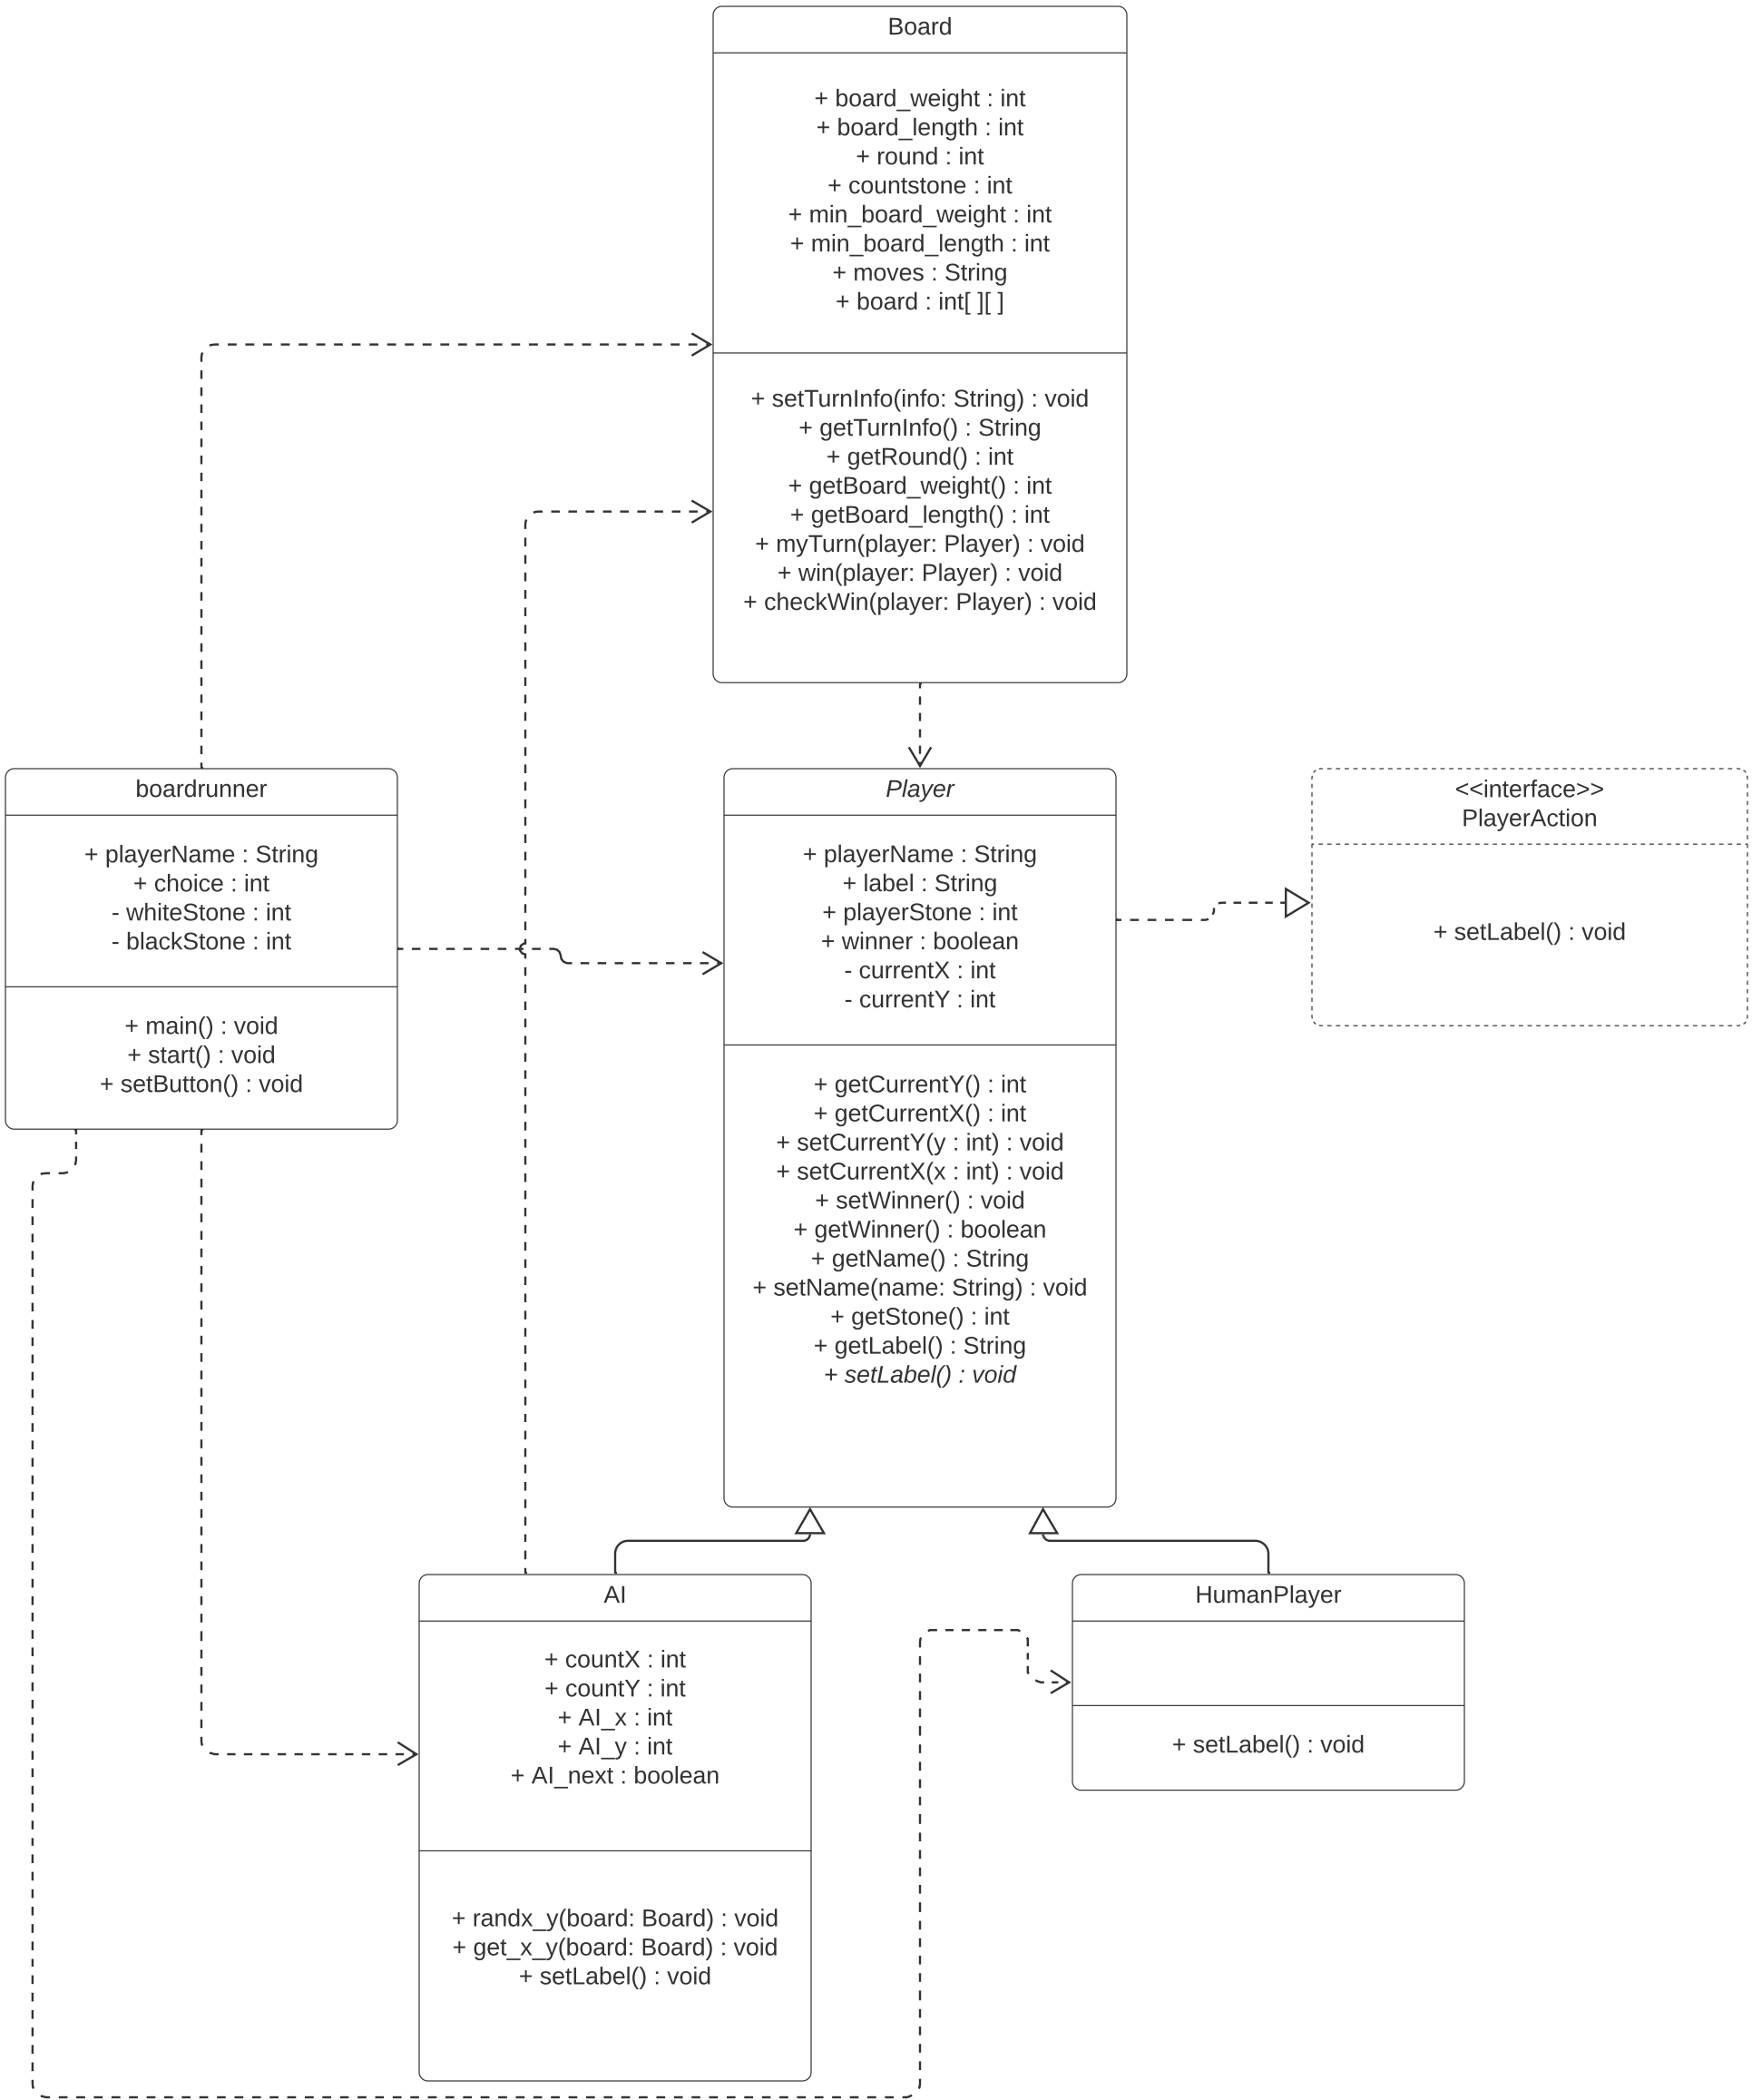 Board
+ board_weight : int
+ board_length : int
+ round : int
+ countstone : int
+ min_board_weight : int
+ min_board_length : int
+ moves : String
+ board : int[ ][ ]
+ setTurnInfo(info: String) : void
+ getTurnInfo() : String
+ getRound() : int
+ getBoard_weight() : int
+ getBoard_length() : int
+ myTurn(player: Player) : void
+ win(player: Player) : void
+ checkWin(player: Player) : void
boardrunner
+ playerName : String
+ choice : int
- whiteStone : int
- blackStone : int
+ main() : void
+ start() : void
+ setButton() : void
Player
+ playerName : String
+ label : String
+ playerStone : int
+ winner : boolean
- currentX : int
- currentY : int
+ getCurrentY() : int
+ getCurrentX() : int
+ setCurrentY(y : int) : void
+ setCurrentX(x : int) : void
+ setWinner() : void
+ getWinner() : boolean
+ getName() : String
+ setName(name: String) : void
+ getStone() : int
+ getLabel() : String
+ setLabel() : void
<<interface>>
PlayerAction
+ setLabel() : void
AI
+ countX : int
+ countY : int
+ AI_x : int
+ AI_y : int
+ AI_next : boolean
+ randx_y(board: Board) : void
+ get_x_y(board: Board) : void
+ setLabel() : void
HumanPlayer
+ setLabel() : void